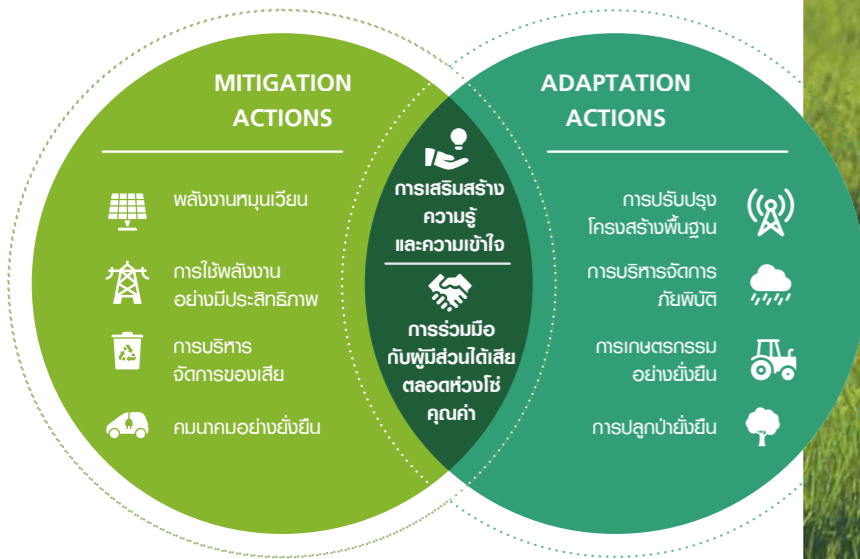 MITIGATION
ACTIONS
พลังงานหมุนเวียน
การใช้พลังงาน
อย่างมีประสิทธิภาพ
การบริหาร
จัดการของเสีย
คมนาคมอย่างยั่งยืน
การเสริมสร้าง
ความรู้
และความเข้าใจ
การร่วมมือ
กับผู้มีส่วนได้เสีย
ตลอดห่วงโซ่
คุณค่า
ADAPTATION
ACTIONS
การปรับปรุง
โครงสร้างพื้นฐาน
การบริหารจัดการ
ภัยพิบัติ
การเกษตรกรรม
อย่างยั่งยืน
การปลูกป่ายั่งยืน